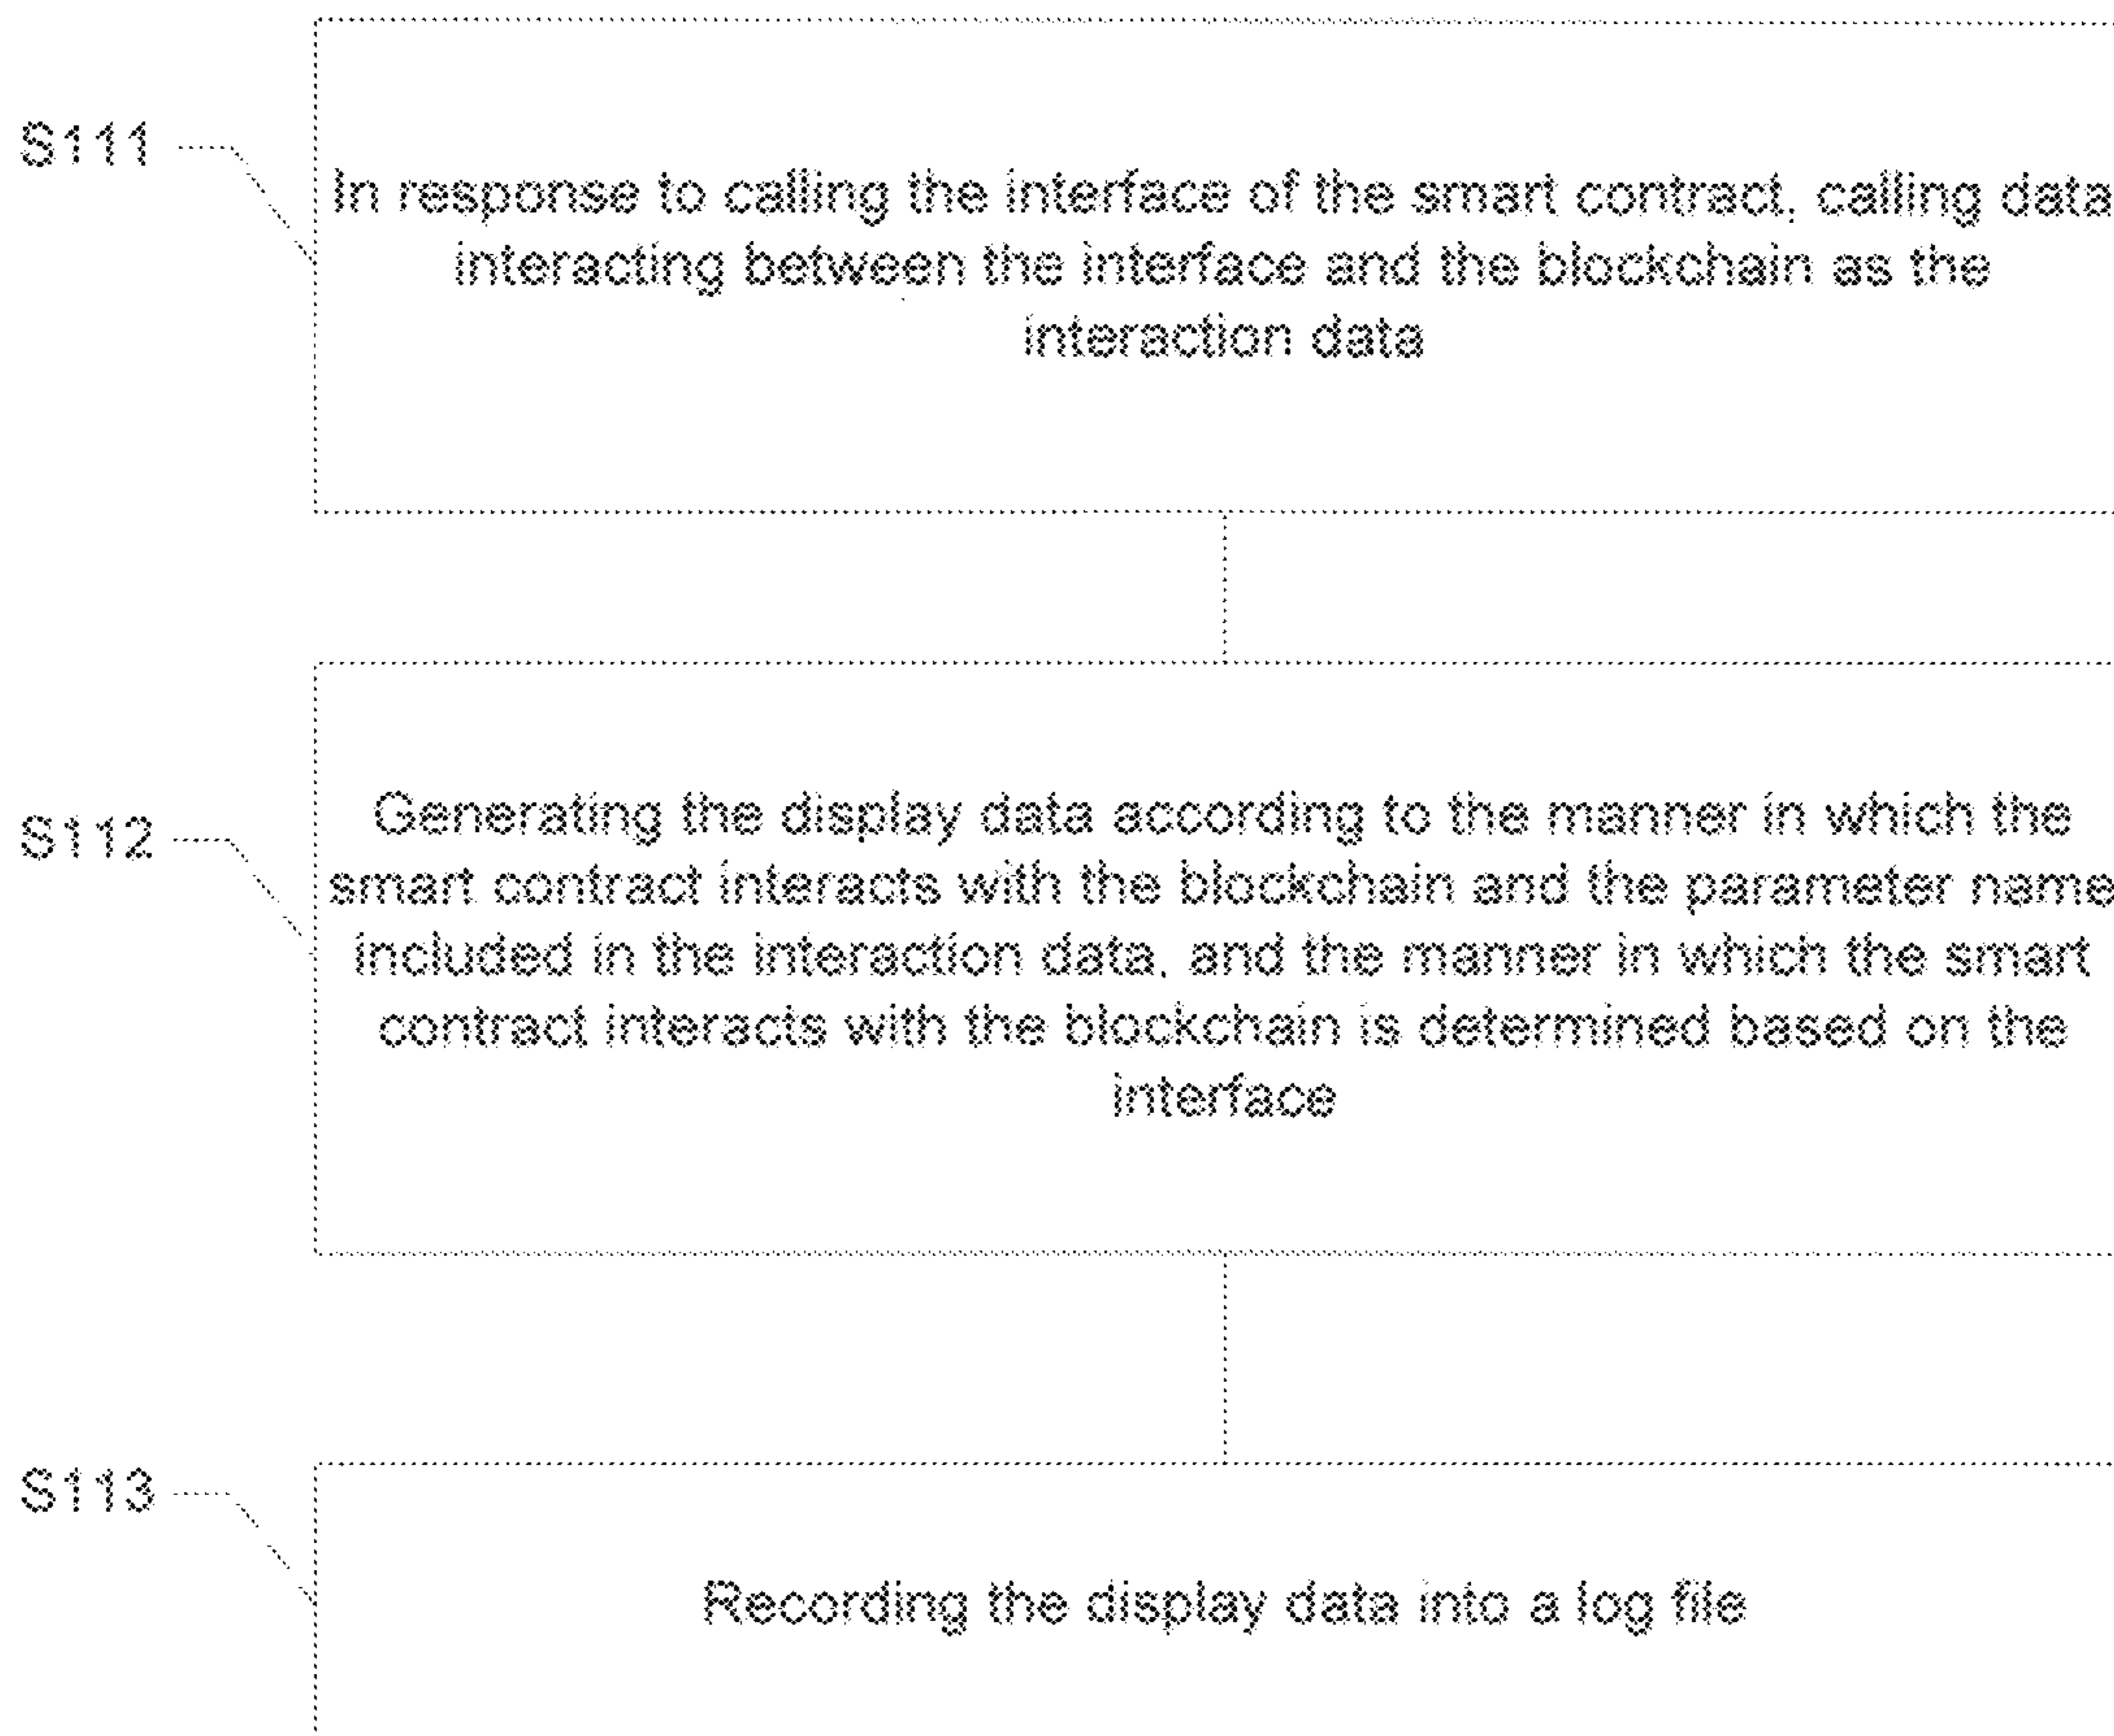 S111
In response to calling the interface of the smart contract, calling data
interacting between the interface and the blockchain as the
interaction data
S112
Generating the display data according to the manner in which the
smart contract interacts with the blockchain and the parameter name
included in the interaction data, and the manner in which the smart
contract interacts with the blockchain is determined based on the
interface
S113
Recording the display data into a log file